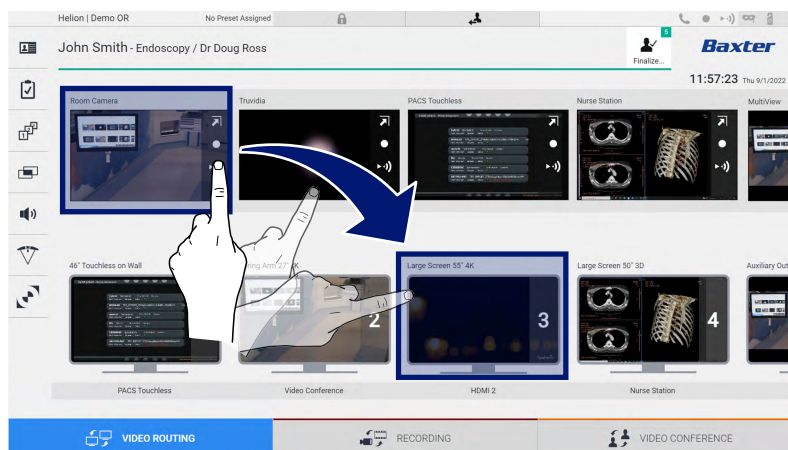 Helion | Demo OR
No Preset Assigned
5
John Smith - Endoscopy / Dr Doug Ross
Finalize...
Baxter
11:57:23 Thu 9/1/2022
Room Camera
Truvidia
PACS Touchless
Nurse Station
MultiView
46" Touchless on Wall
Arm 27"
Large Screen 55" 4K
Large Screen 50" 3D
Auxiliary Out
2
3
4
PACS Touchless
Video Conference
HDMI 2
Nurse Station
VIDEO ROUTING
RECORDING
VIDEO CONFERENCE